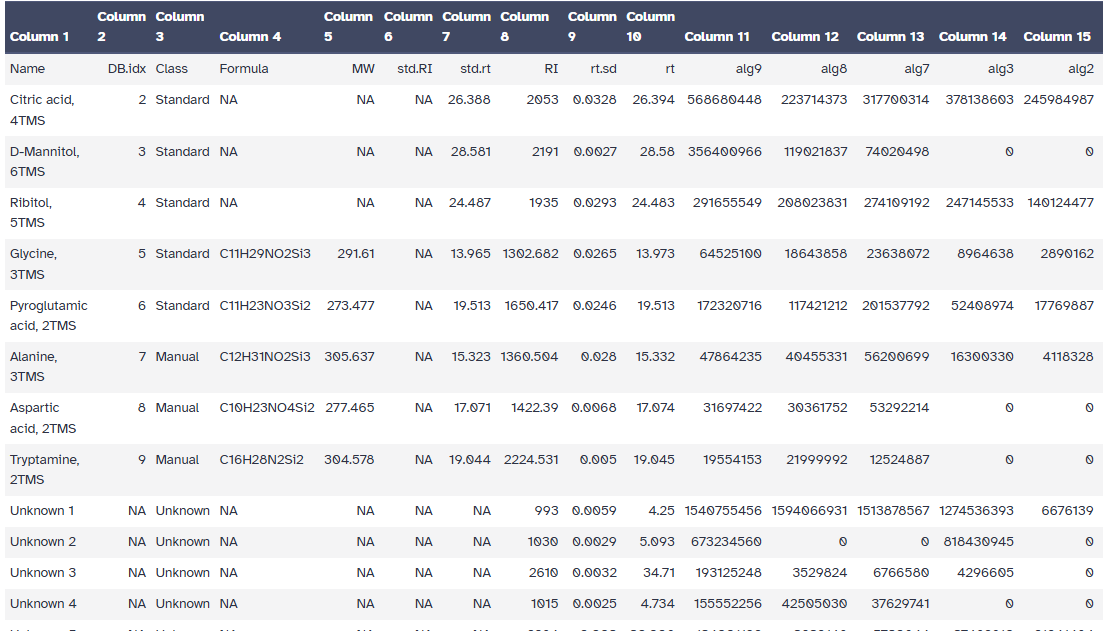 Column 1 Column 2 Column 3 Column 4 Column 5 Column 6 Column 7 Column 8 Column 9 Column 10 Column 11 Column 12 Column 13 Column 14 Column 15
Name DB.idx Class Formula MW std.RI std.rt RI rt.sd rt alg9 alg8 alg7 alg3 alg2
Citric acid, 4TMS 2 Standard NA NA NA 26.388 2053 0.0328 26.394 568680448 223714373 317700314 378138603 245984987
D-Mannitol, 6TMS 3 Standard NA NA NA 28.581 2191 0.0027 28.58 356400966 119021837 74020498 0 0
Ribitol, 5TMS 4 Standard NA NA NA 24.487 1935 0.0293 24.483 291655549 208023831 274109192 247145533 140124477
Glycine, 3TMS 5 Standard C11H29NO2Si3 291.61 NA 13.965 1302.682 0.0265 13.973 64525100 18643858 23638072 8964638 2890162
Pyroglutamic acid, 2TMS 6 Standard C11H23NO3Si2 273.477 NA 19.513 1650.417 0.0246 19.513 172320716 117421212 201537792 52408974 17769887
Alanine, 3TMS 7 Manual C12H31NO2Si3 305.637 NA 15.323 1360.504 0.028 15.332 47864235 40455331 56200699 16300330 4118328
Aspartic acid, 2TMS 8 Manual C10H23NO4Si2 277.465 NA 17.071 1422.39 0.0068 17.074 31697422 30361752 53292214 0 0
Tryptamine, 2TMS 9 Manual C16H28N2Si2 304.578 NA 19.044 2224.531 0.005 19.045 19554153 21999992 12524887 0 0
Unknown 1 NA Unknown NA NA NA NA 993 0.0059 4.25 1540755456 1594066931 1513878567 1274536393 6676139
Unknown 2 NA Unknown NA NA NA NA 1030 0.0029 5.093 673234560 0 0 818430945 0
Unknown 3 NA Unknown NA NA NA NA 2610 0.0032 34.71 193125248 3529824 6766580 4296605 0
Unknown 4 NA Unknown NA NA NA NA 1015 0.0025 4.734 155552256 42505030 37629741 0 0